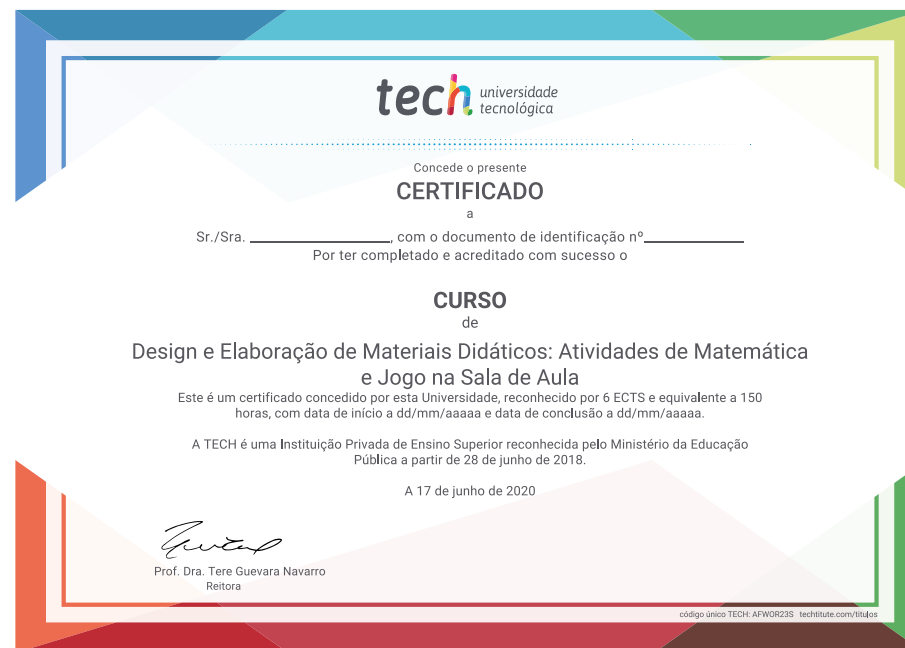 tech universidade
tecnológica
Concede o presente
CERTIFICADO
a
Sr./Sra. ____________, com o documento de identificação nº____________
Por ter completado e acreditado com sucesso o
CURSO
de
Design e Elaboração de Materiais Didáticos: Atividades de Matemática
e Jogo na Sala de Aula
Este é um certificado concedido por esta Universidade, reconhecido por 6 ECTS e equivalente a 150
horas, com data de início a dd/mm/aaaaa e data de conclusão a dd/mm/aaaaa.
A TECH é uma Instituição Privada de Ensino Superior reconhecida pelo Ministério da Educação
Pública a partir de 28 de junho de 2018.
A 17 de junho de 2020
Prof. Dra. Tere Guevara Navarro
Reitora
código único TECH: AFWOR23S techtitute.com/titulos